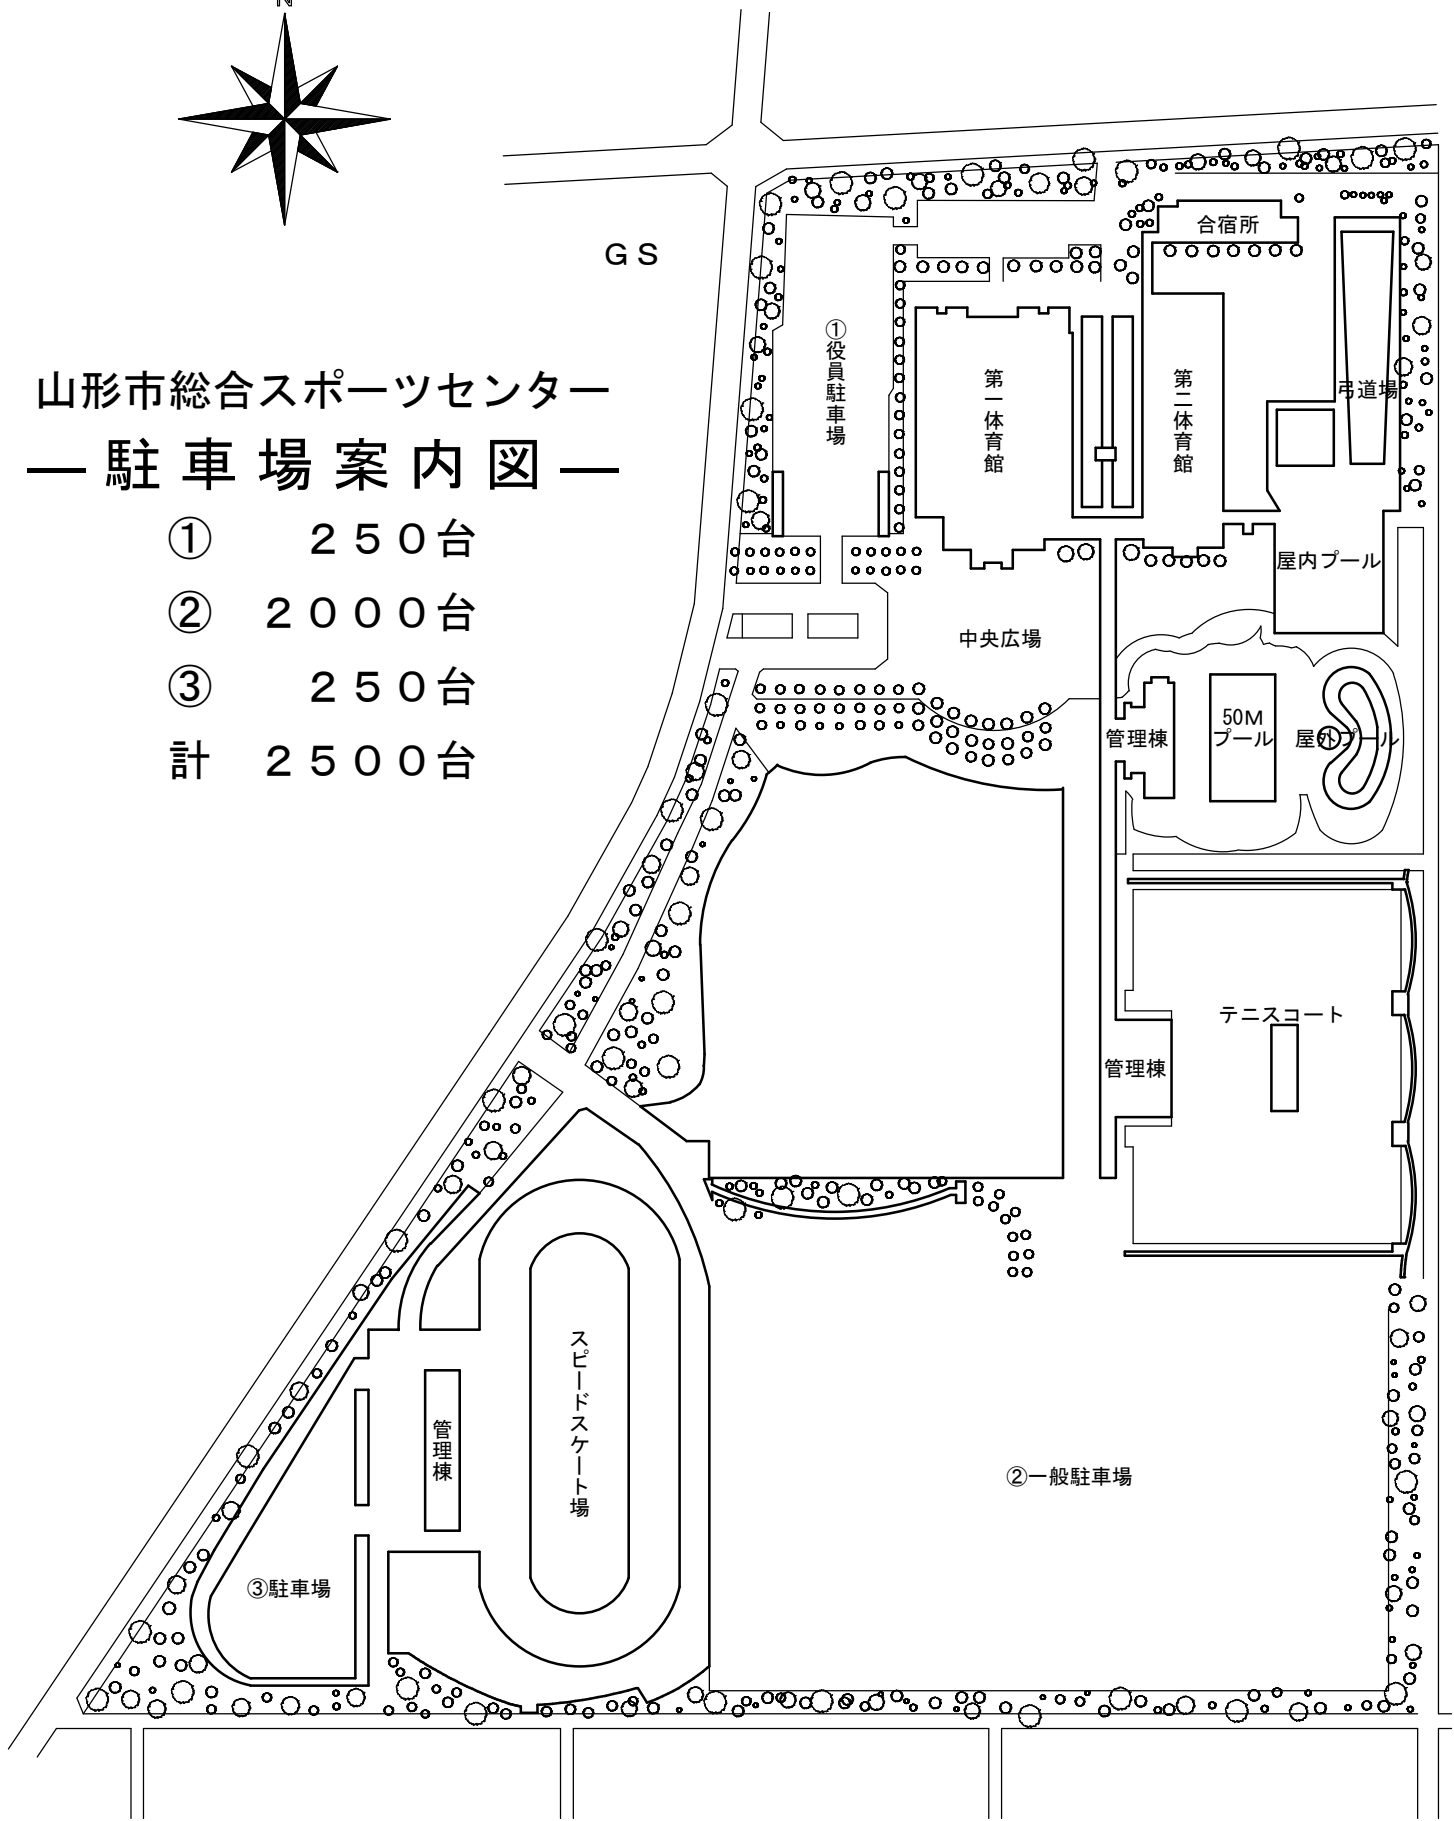 N
GS
山形市総合スポーツセンター
―駐車場案内図―
① 250台
② 2000台
③ 250台
計 2500台
合宿所
①役員駐車場
第一体育館
第二体育館
弓道場
屋内プール
中央広場
管理棟
50M
プール
屋外プール
テニスコート
管理棟
スピードスケート場
管理棟
②一般駐車場
③駐車場